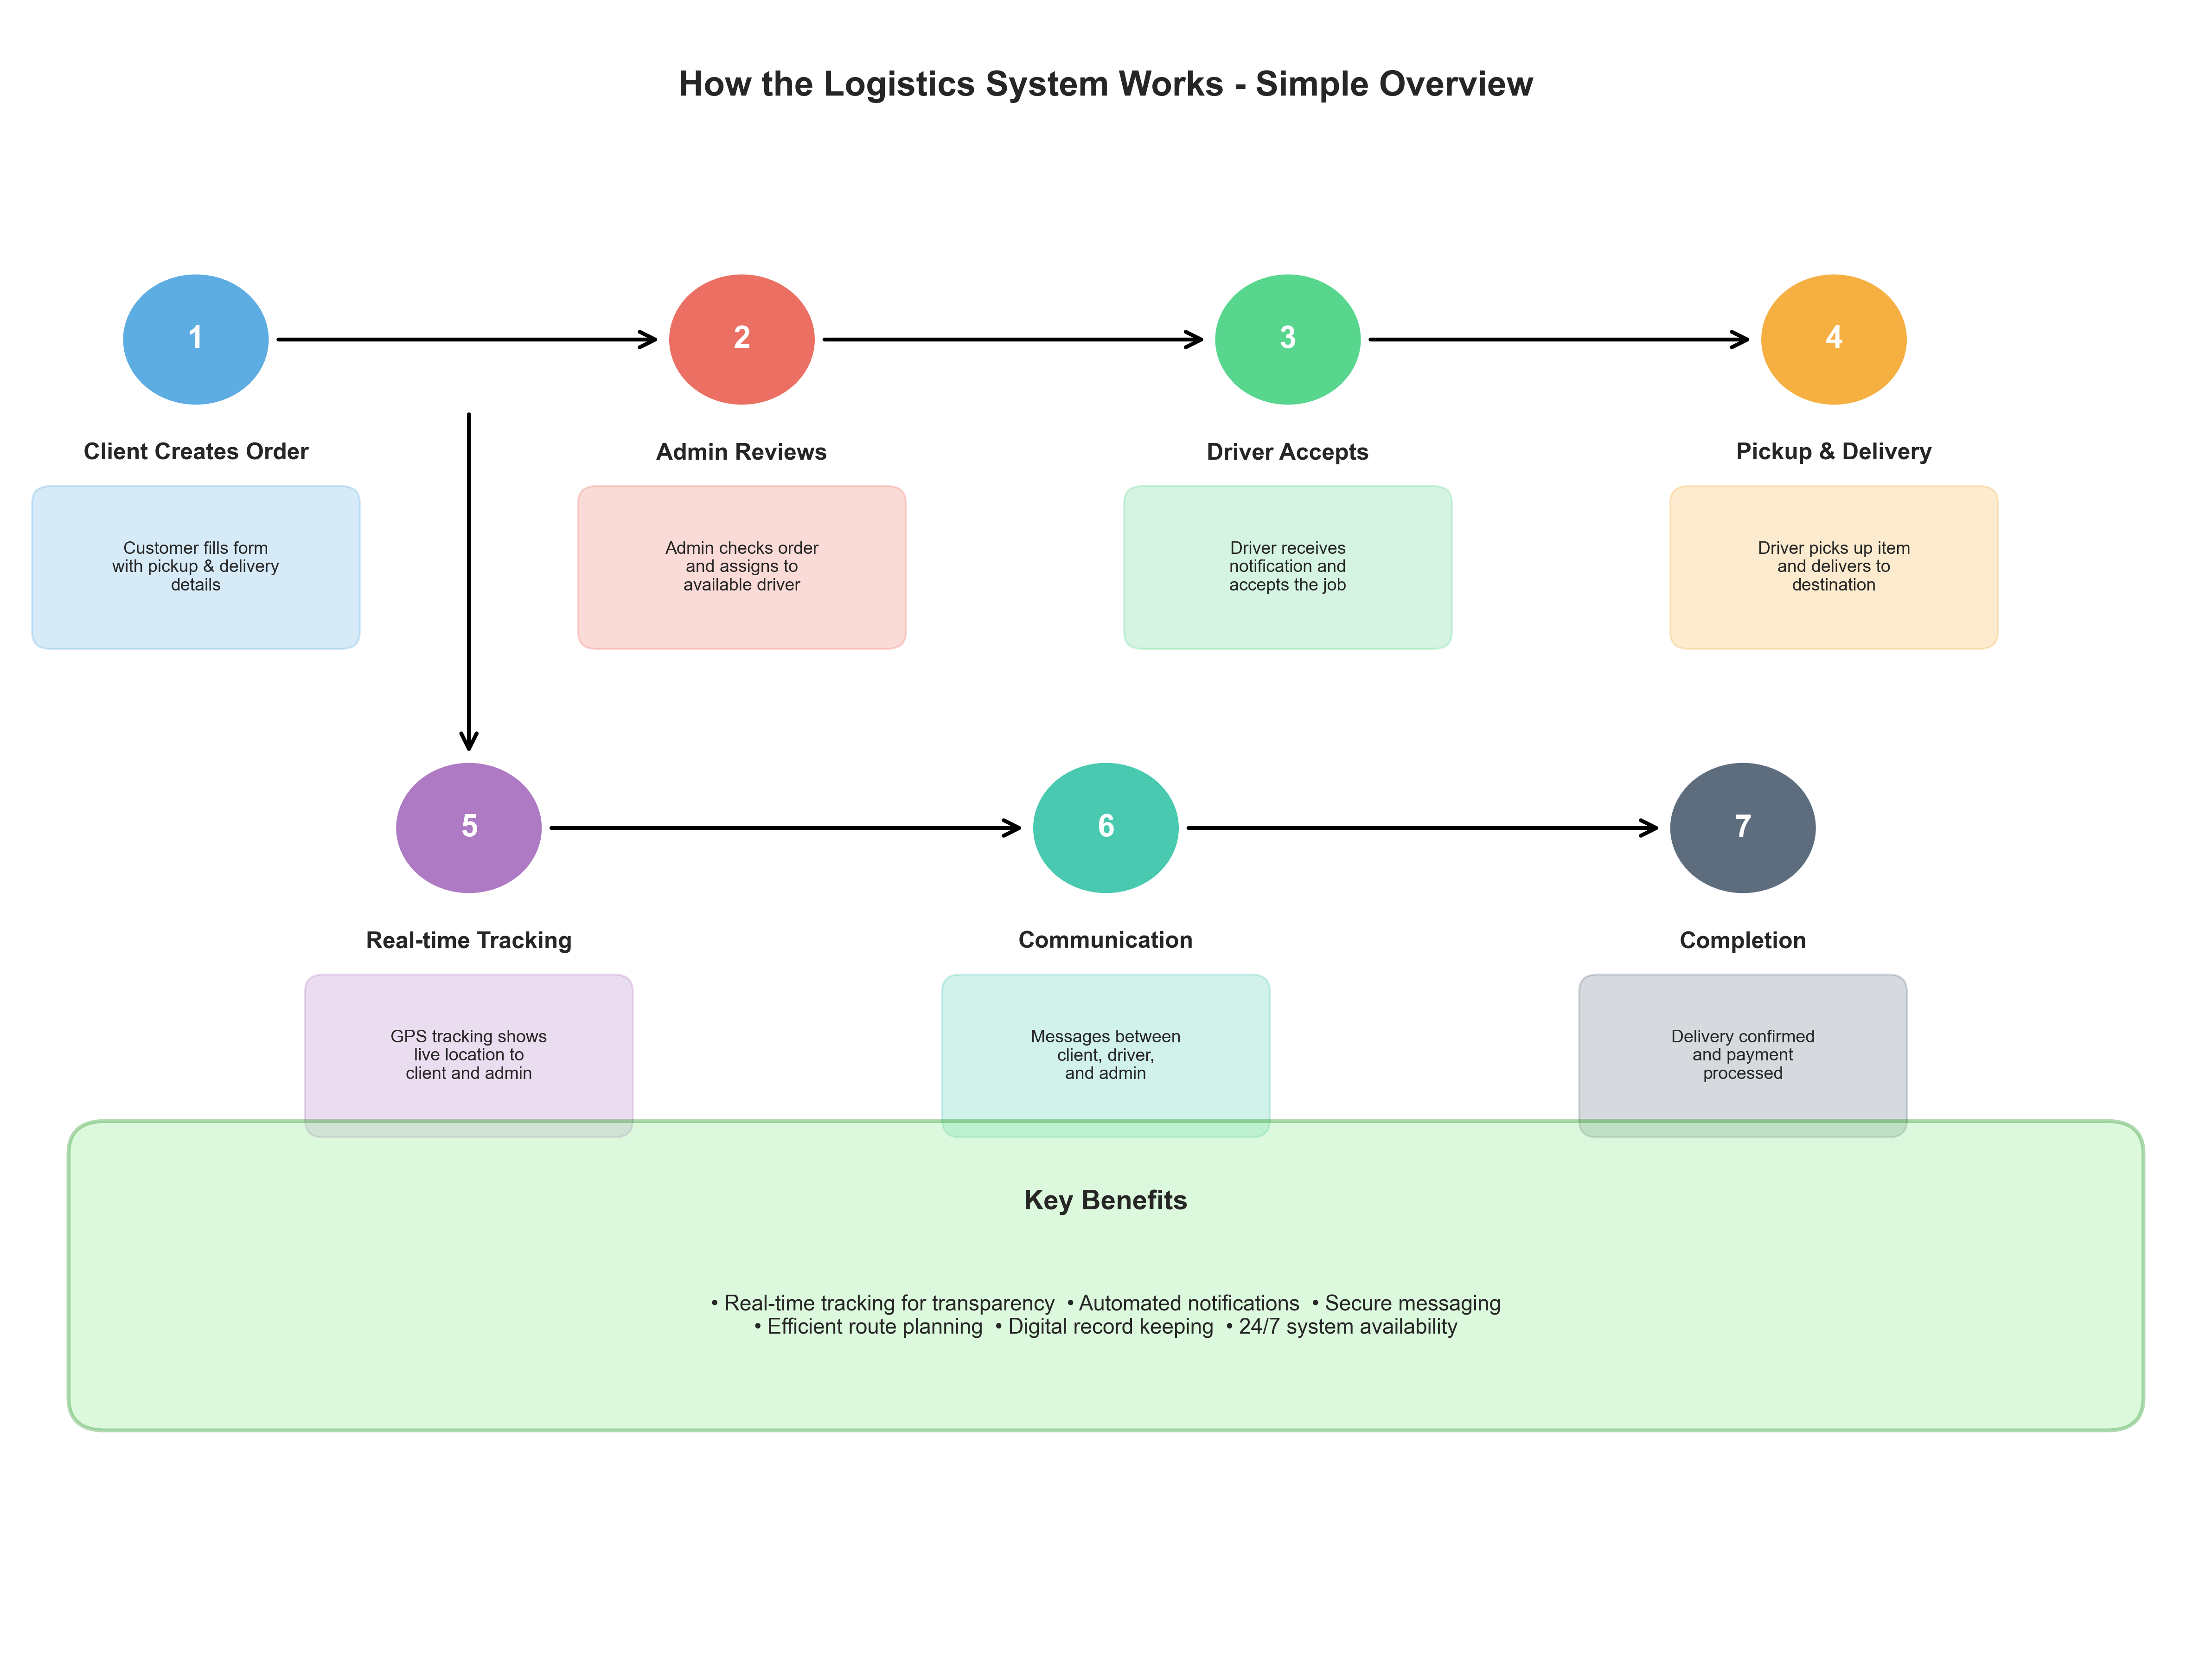 How the Logistics System Works - Simple Overview
1
2
3
4
Client Creates Order
Admin Reviews
Driver Accepts
Pickup & Delivery
Customer fills form
with pickup & delivery
details
Admin checks order
and assigns to
available driver
Driver receives
notification and
accepts the job
Driver picks up item
and delivers to
destination
5
6
7
Real-time Tracking
Communication
Completion
GPS tracking shows
live location to
client and admin
Messages between
client, driver,
and admin
Delivery confirmed
and payment
processed
Key Benefits
• Real-time tracking for transparency • Automated notifications • Secure messaging
• Efficient route planning • Digital record keeping • 24/7 system availability